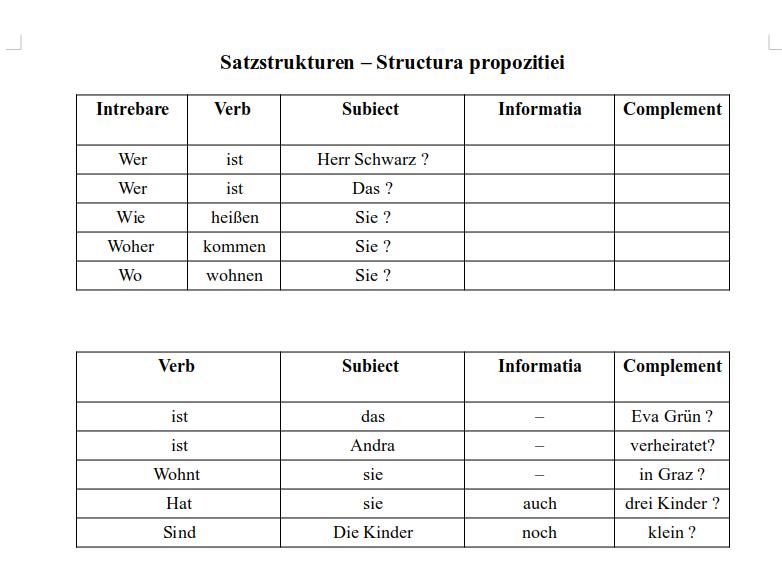 Satzstrukturen – Structura propozitiei
Intrebare Verb Subiect Informatia Complement
Wer ist Herr Schwarz ?
Wer ist Das ?
Wie heißen Sie ?
Woher kommen Sie ?
Wo wohnen Sie ?
Verb Subiect Informatia Complement
ist das – Eva Grün ?
ist Andra – verheiratet?
Wohnt sie – in Graz ?
Hat sie auch drei Kinder ?
Sind Die Kinder noch klein ?